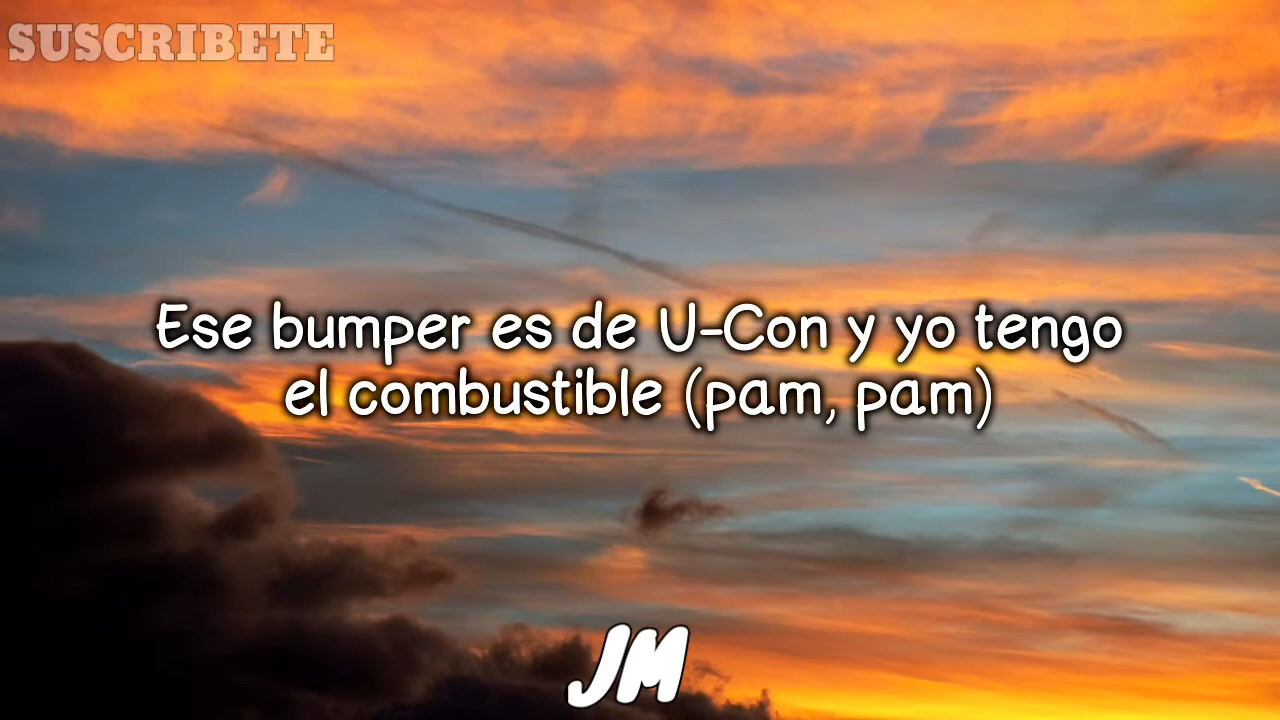 SUSCRIBETE
Ese bumper es de U-Con y yo tengo
el combustible (pam, pam)
JM